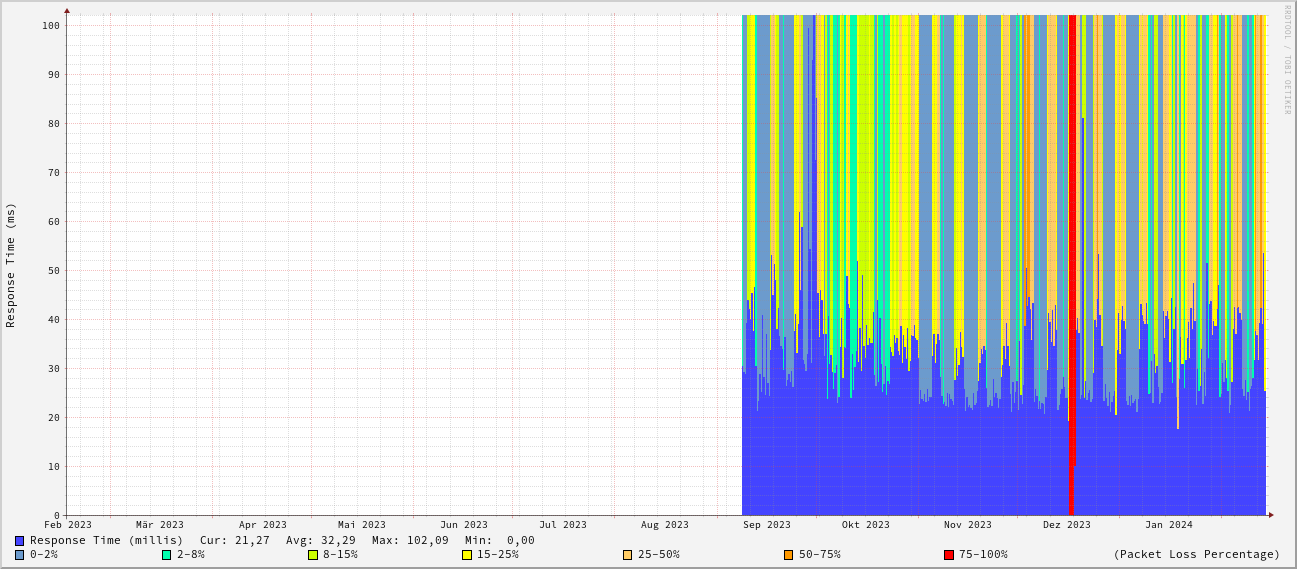 RRDTOOL / TOBI OETIKER
Response Time (ms)
100
90
80
70
60
50
40
30
20
10
0
Feb 2023 Mär 2023 Apr 2023 Mai 2023 Jun 2023 Jul 2023 Aug 2023 Sep 2023 Okt 2023 Nov 2023 Dez 2023 Jan 2024
Response Time (millis) Cur: 21,27 Avg: 32,29 Max: 102,09 Min: 0,00
0-2% 2-8% 8-15% 15-25% 25-50% 50-75% 75-100% (Packet Loss Percentage)